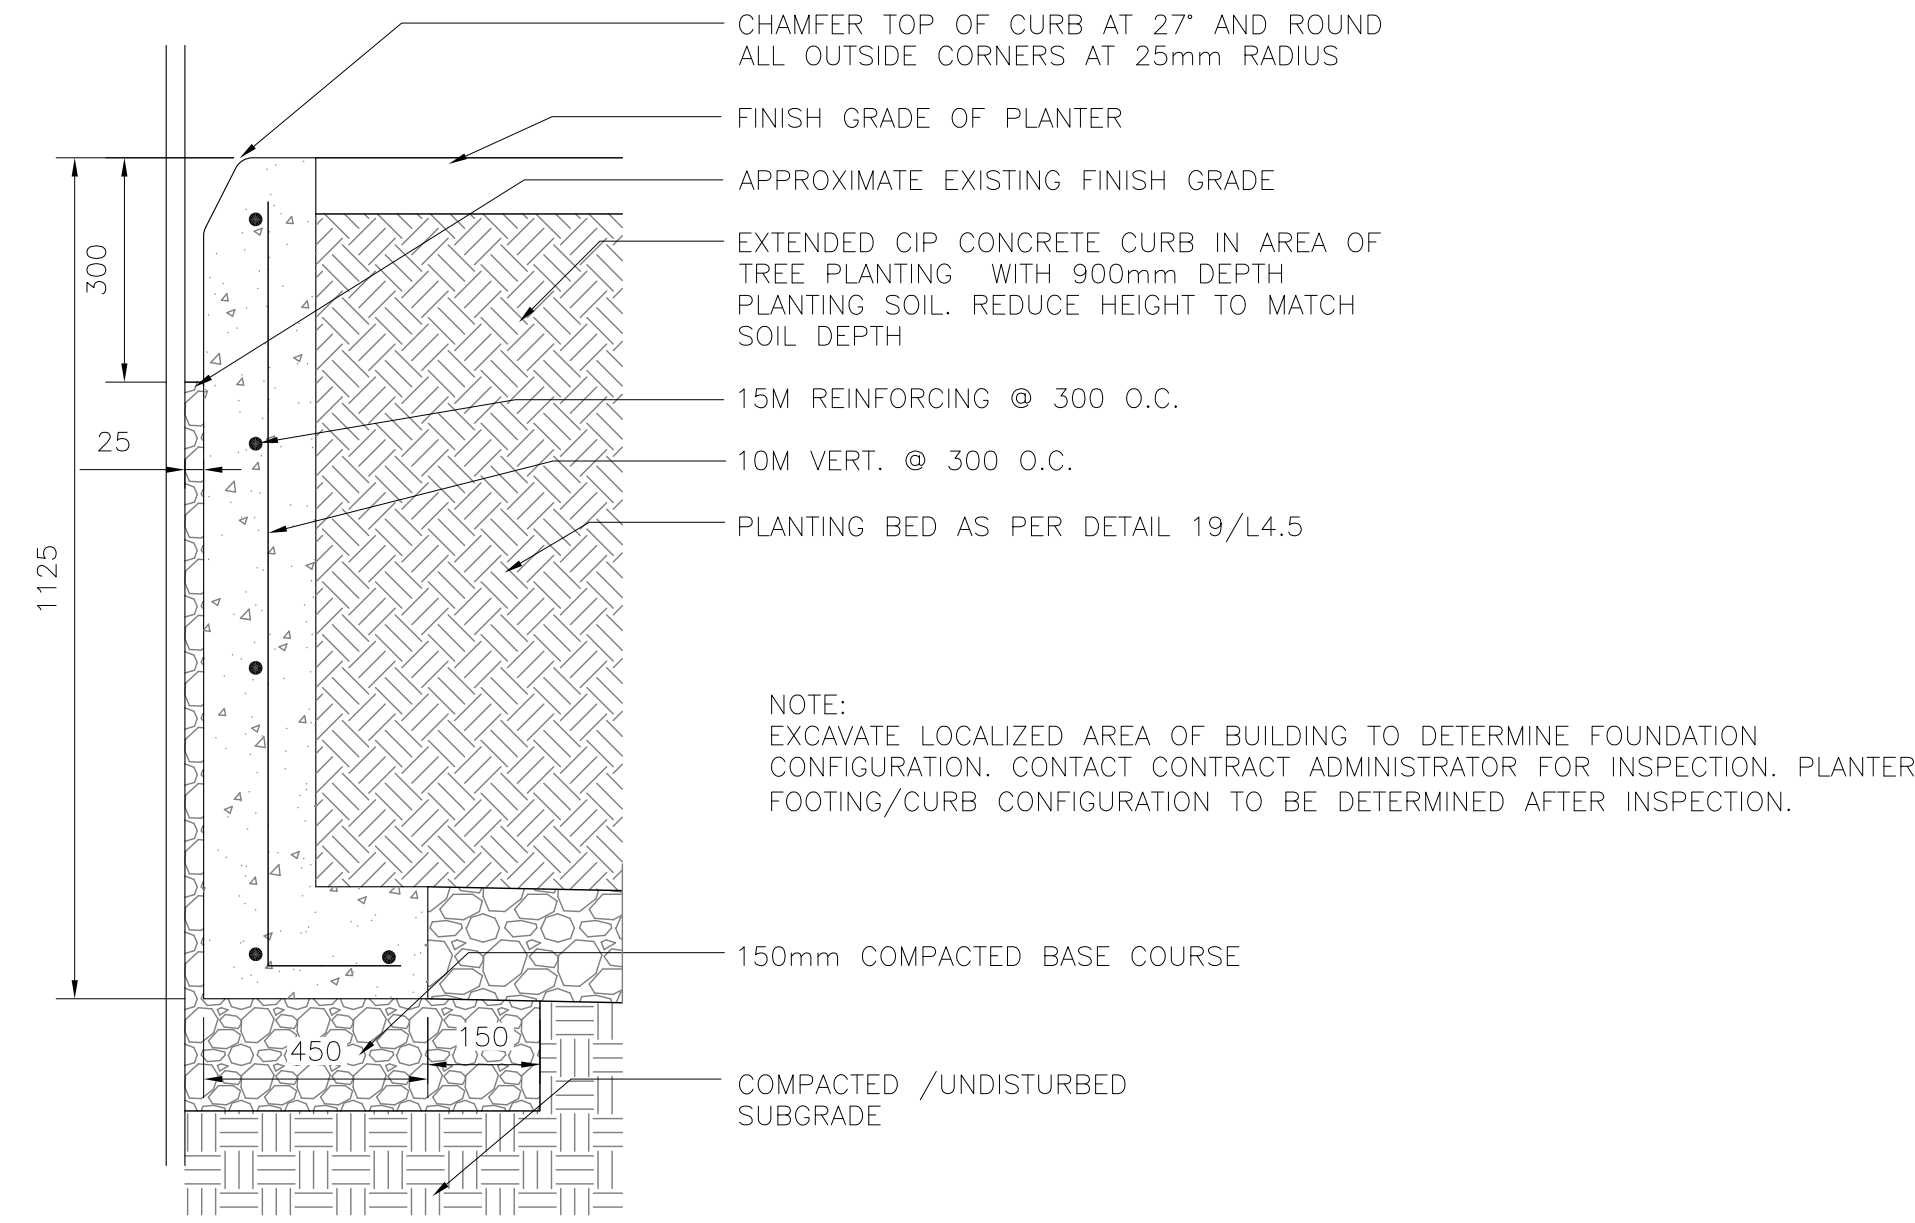 CHAMFER TOP OF CURB AT 27° AND ROUND
ALL OUTSIDE CORNERS AT 25mm RADIUS
FINISH GRADE OF PLANTER
APPROXIMATE EXISTING FINISH GRADE
EXTENDED CIP CONCRETE CURB IN AREA OF
TREE PLANTING WITH 900mm DEPTH
PLANTING SOIL. REDUCE HEIGHT TO MATCH
SOIL DEPTH
300
15M REINFORCING @ 300 O.C.
25
10M VERT. @ 300 O.C.
PLANTING BED AS PER DETAIL 19/L4.5
1125
NOTE:
EXCAVATE LOCALIZED AREA OF BUILDING TO DETERMINE FOUNDATION
CONFIGURATION. CONTACT CONTRACT ADMINISTRATOR FOR INSPECTION. PLANTER
FOOTING/CURB CONFIGURATION TO BE DETERMINED AFTER INSPECTION.
150mm COMPACTED BASE COURSE
450
150
COMPACTED /UNDISTURBED
SUBGRADE